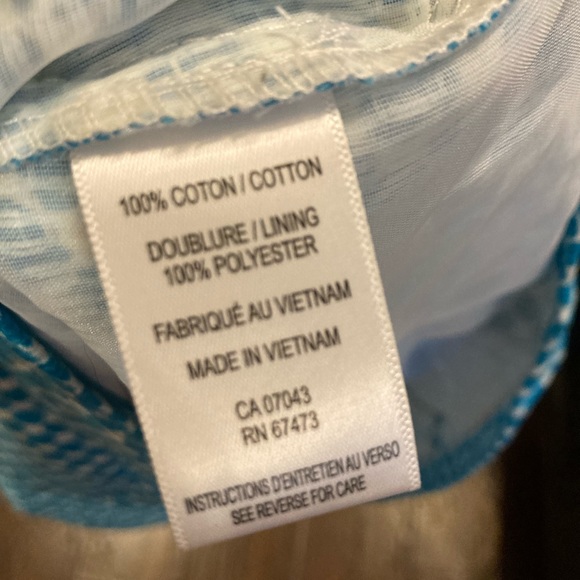 100% COTON / COTTON
DOUBLURE / LINING
100% POLYESTER
FABRIQUÉ AU VIETNAM
MADE IN VIETNAM
CA 07043
RN 67473
INSTRUCTIONS D'ENTRETIEN AU VERSO
SEE REVERSE FOR CARE